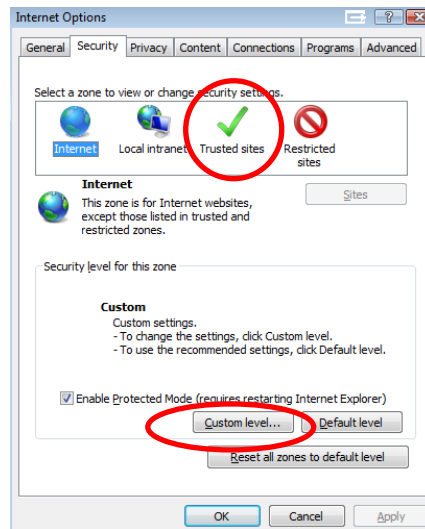 Internet Options
General Security Privacy Content Connections Programs Advanced
Select a zone to view or change security settings.
Internet Local intranet Trusted sites Restricted
sites
Internet
Sites
This zone is for Internet websites,
except those listed in trusted and
restricted zones.
Security level for this zone
Custom
Custom settings.
- To change the settings, click Custom level.
- To use the recommended settings, click Default level.
Enable Protected Mode (requires restarting Internet Explorer)
Custom level... Default level
Reset all zones to default level
OK Cancel Apply